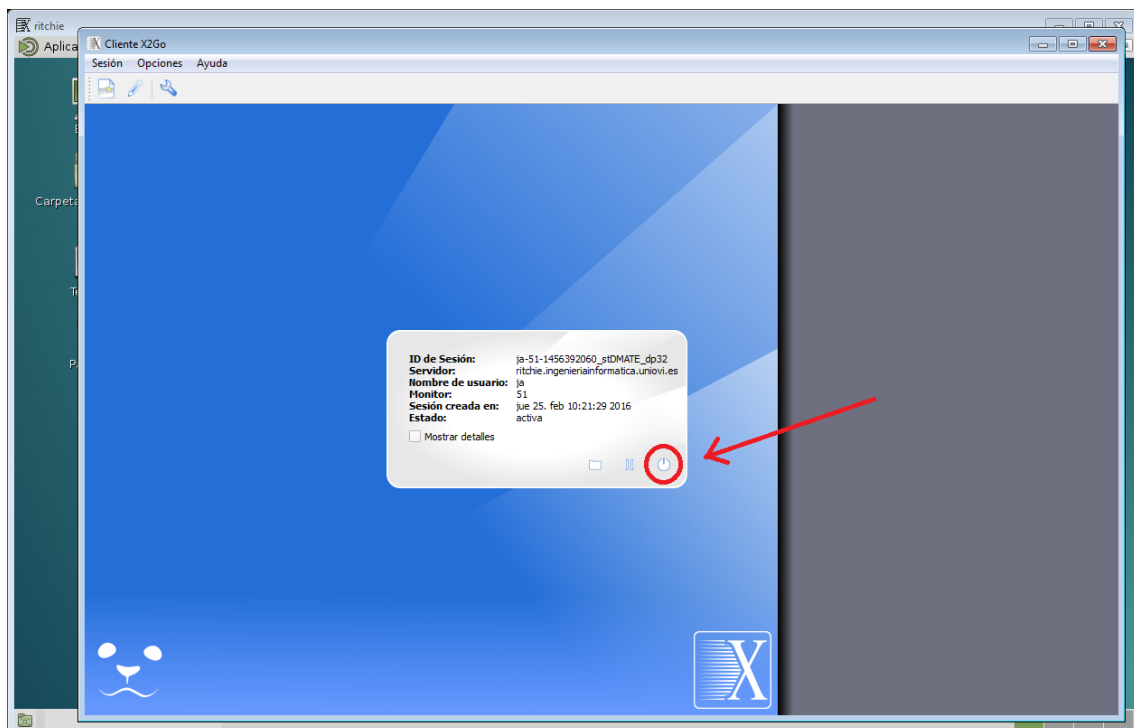 ritchie
Aplica
Cliente X2Go
Sesión Opciones Ayuda
Carpeta
ID de Sesión: ja-51-1456392060_stDMATE_dp32
Servidor: ritchie.ingenieriainformatica.uniovi.es
Nombre de usuario: ja
Monitor: 51
Sesión creada en: jue 25. feb 10:21:29 2016
Estado: activa
Mostrar detalles
X